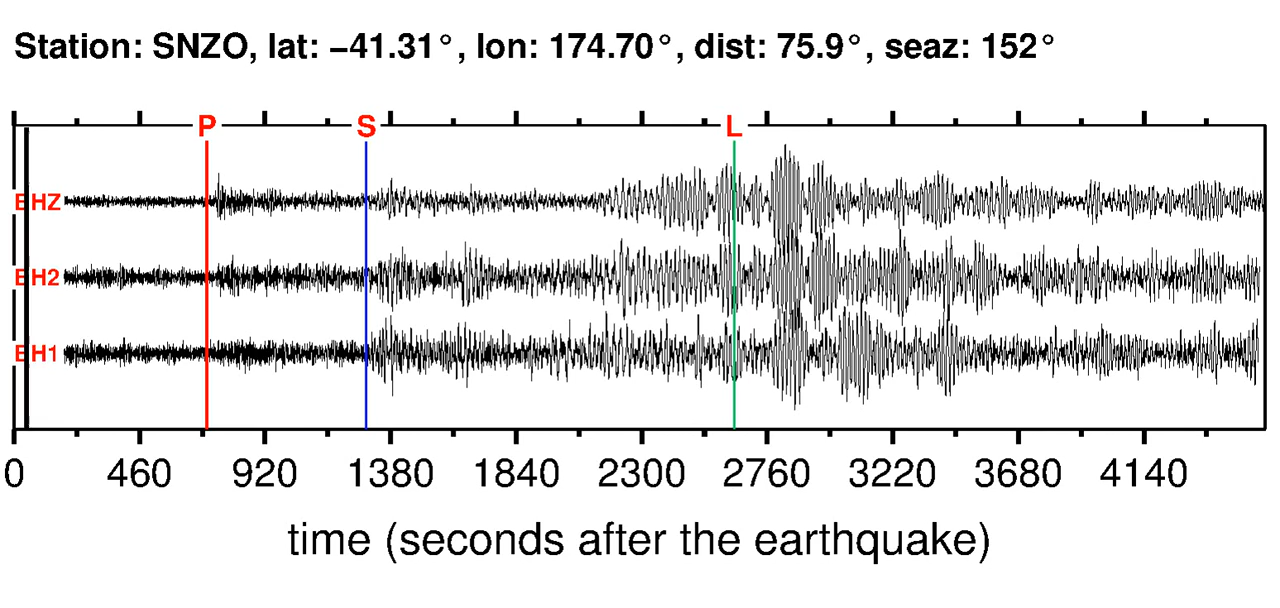 Station: SNZO, lat: −41.31°, lon: 174.70°, dist: 75.9°, seaz: 152°
P S L
BHZ
BH2
BH1
0 460 920 1380 1840 2300 2760 3220 3680 4140
time (seconds after the earthquake)